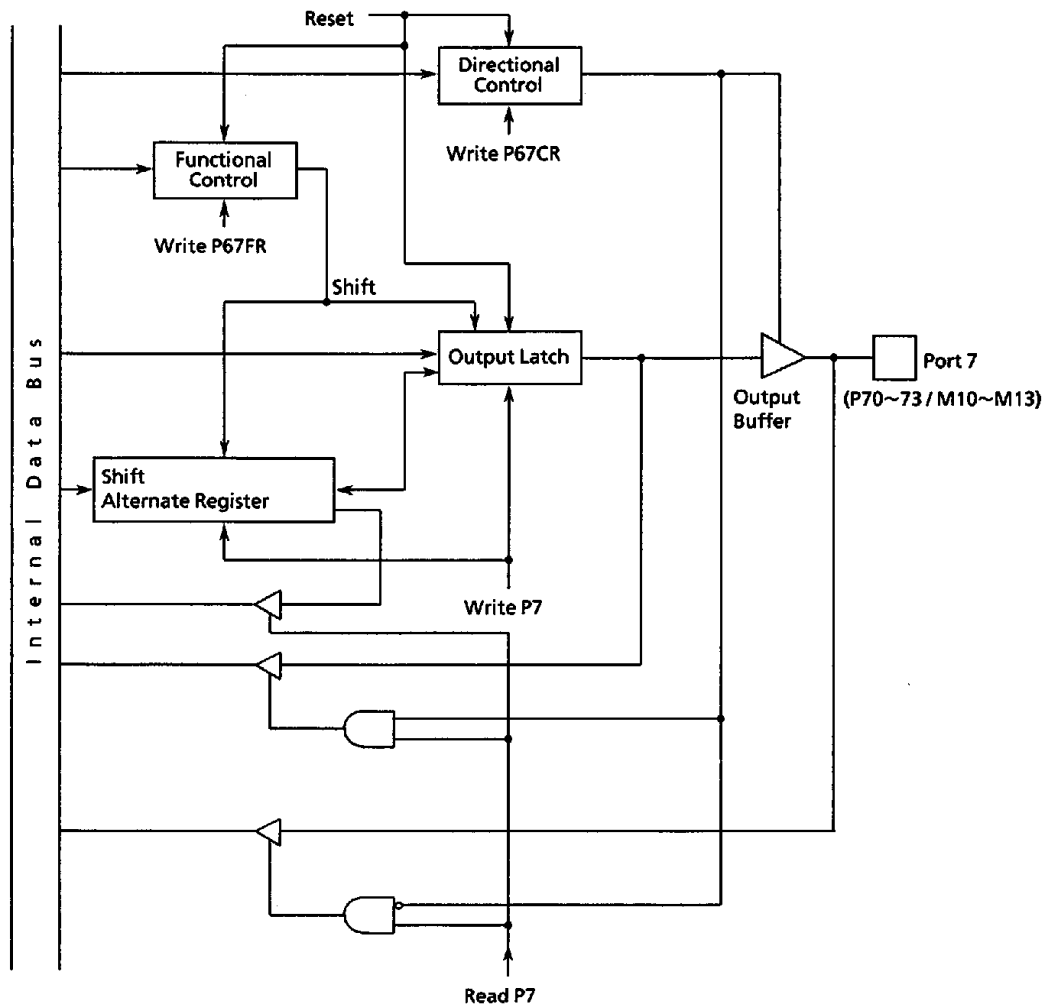 Reset
Directional
Control
Write P67CR
Functional
Control
Write P67FR
Shift
Output Latch
Output
Buffer
Port 7
(P70~73 / M10~M13)
Shift
Alternate Register
Write P7
Internal Data Bus
Read P7